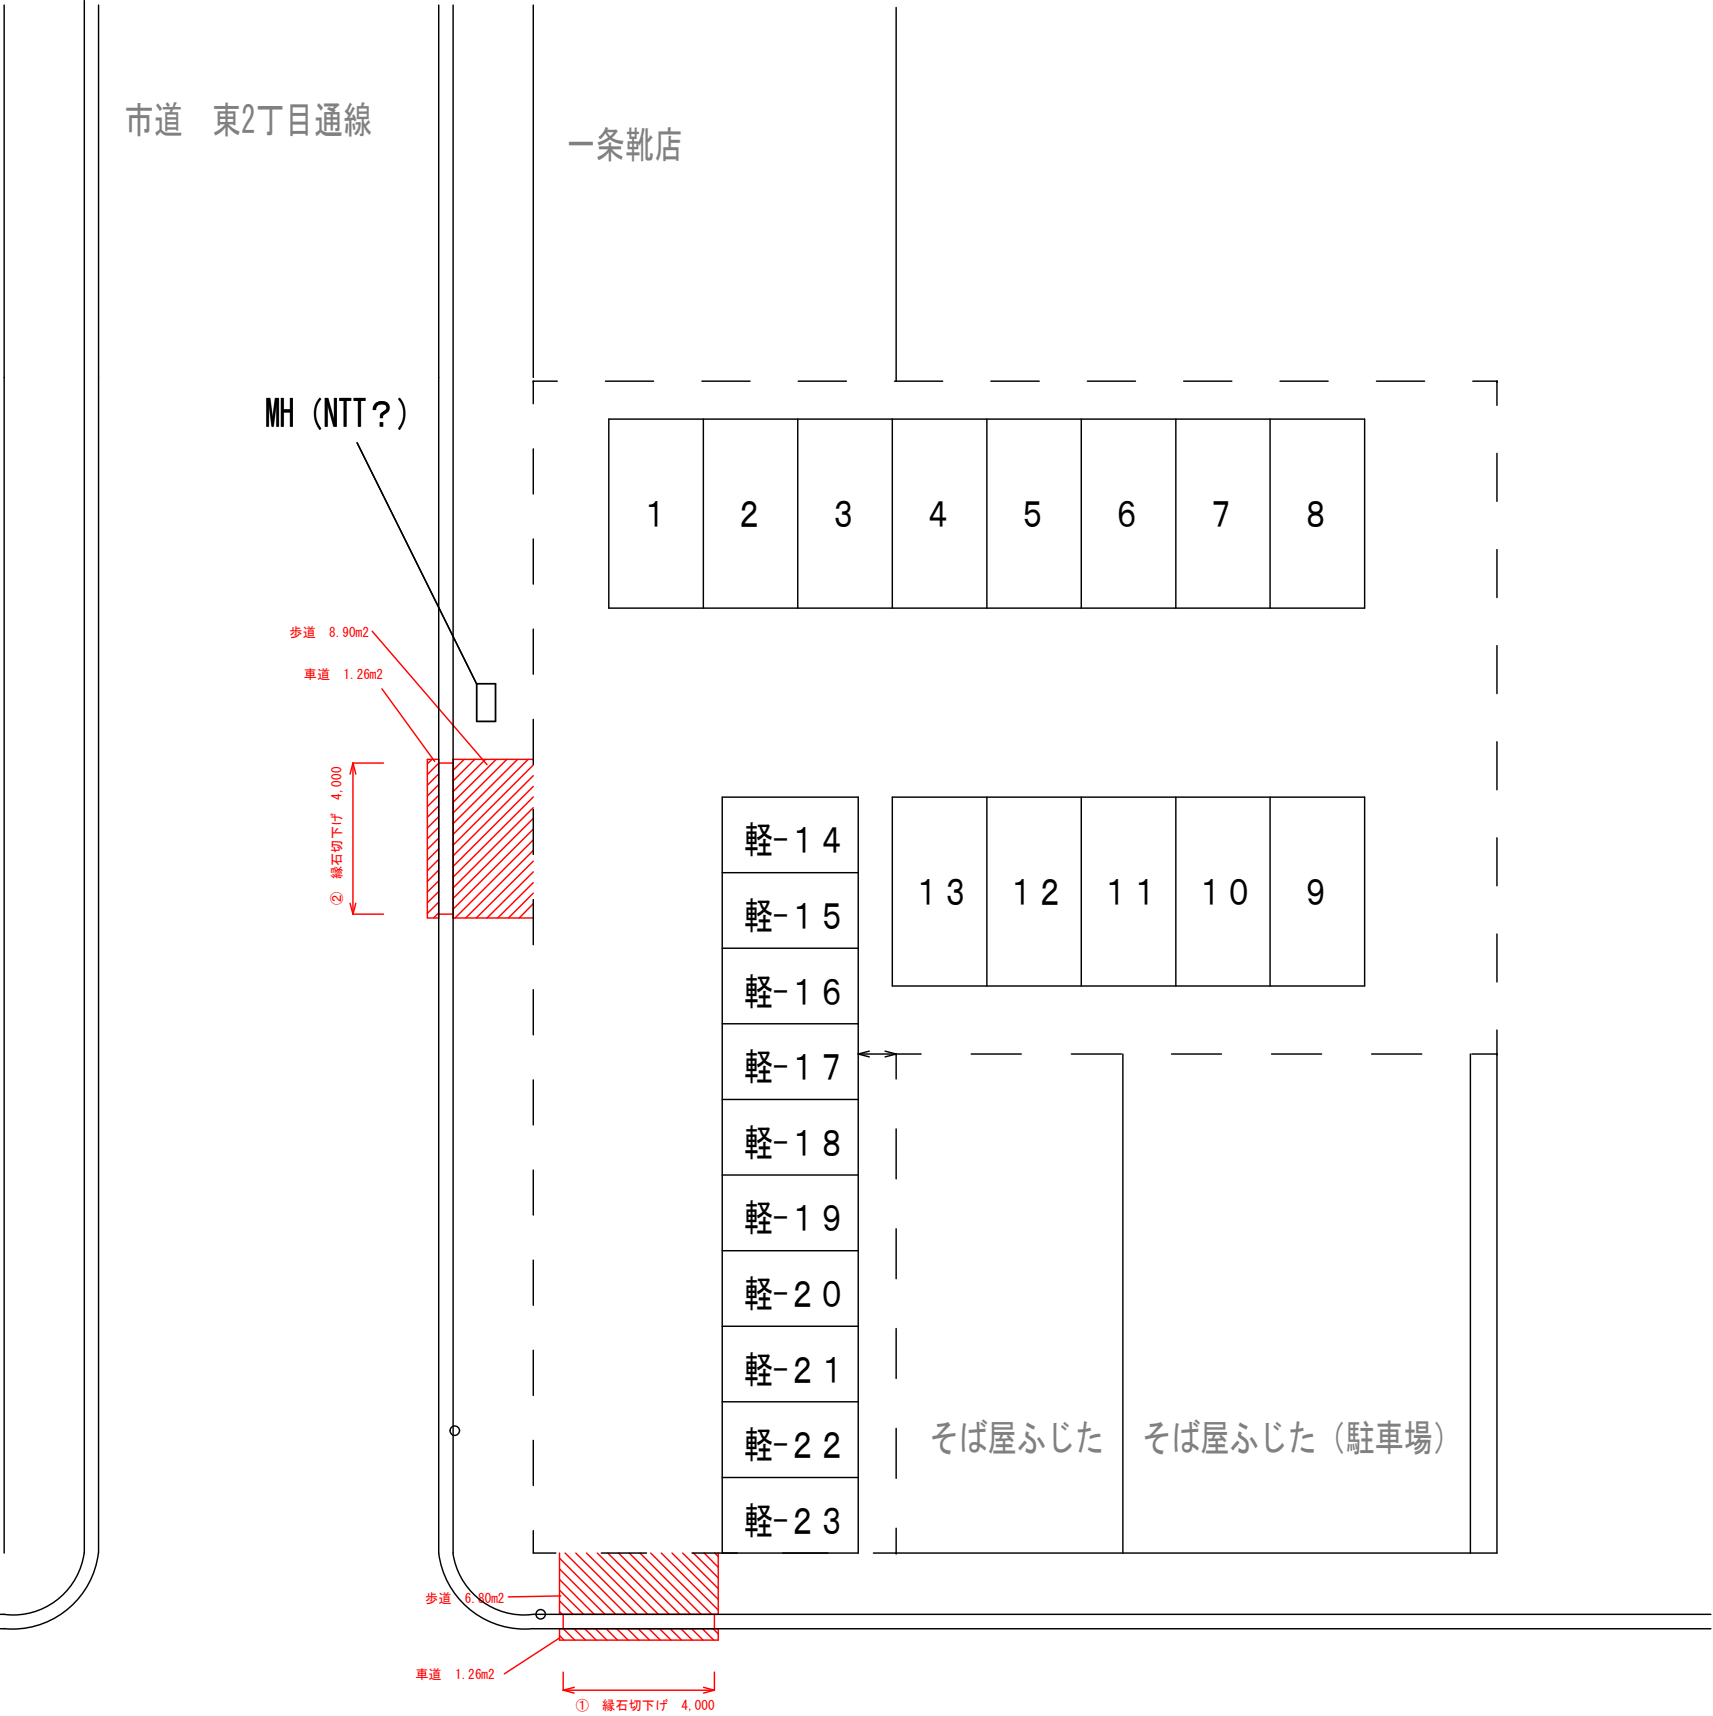 市道　東2丁目通線
一条靴店
MH（NTT？）
1 2 3 4 5 6 7 8
歩道　8.90m2
車道　1.26m2
②　縁石切下げ　4,000
軽-14
軽-15
軽-16
軽-17
軽-18
軽-19
軽-20
軽-21
軽-22
軽-23
13 12 11 10 9
そば屋ふじた
そば屋ふじた（駐車場）
歩道　6.80m2
車道　1.26m2
①　縁石切下げ　4,000